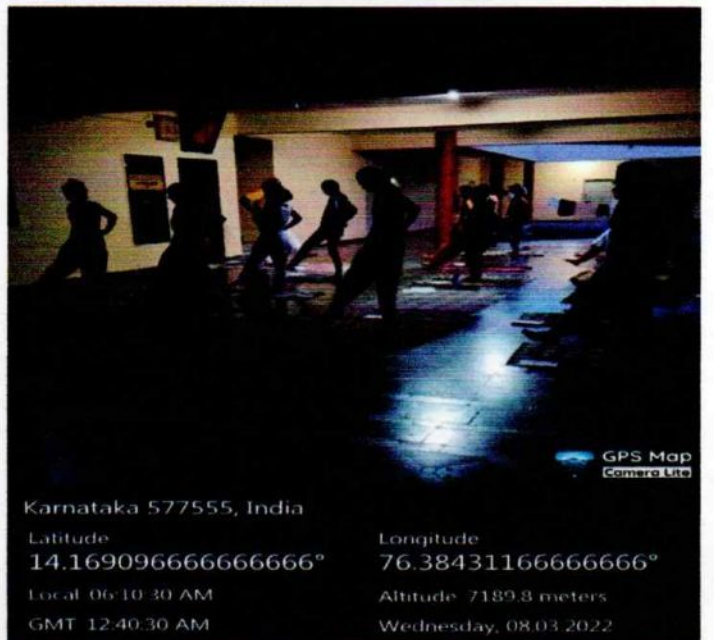 GPS Map
Camera Lite
Karnataka 577555, India
Latitude
14.1690966666666666°
Longitude
76.38431166666666°
Local 06:10:30 AM
Altitude 7189.8 meters
GMT 12:40:30 AM
Wednesday, 08.03.2022